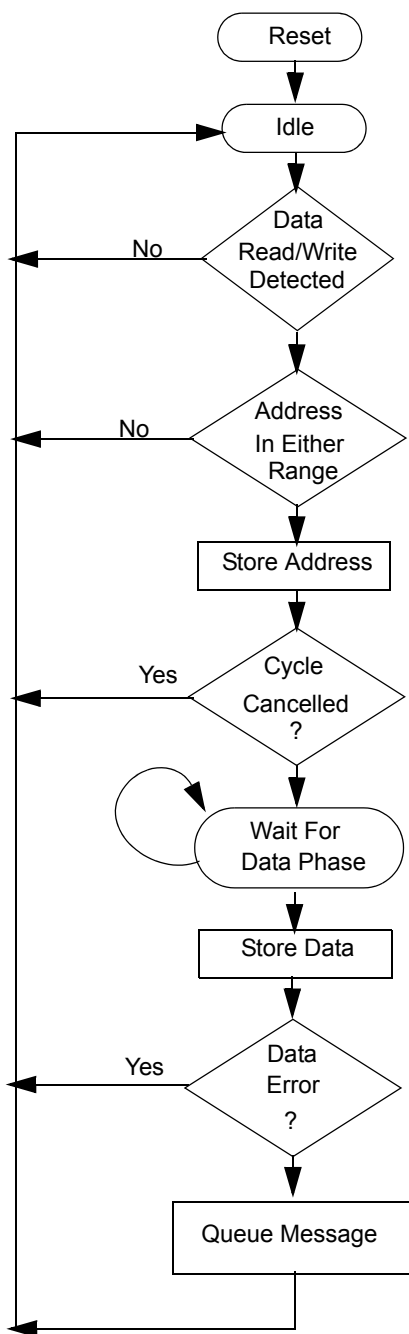 Reset
Idle
Data
Read/Write
Detected
No
Address
In Either
Range
No
Store Address
Cycle
Cancelled
?
Yes
Wait For
Data Phase
Store Data
Data
Error
?
Yes
Queue Message